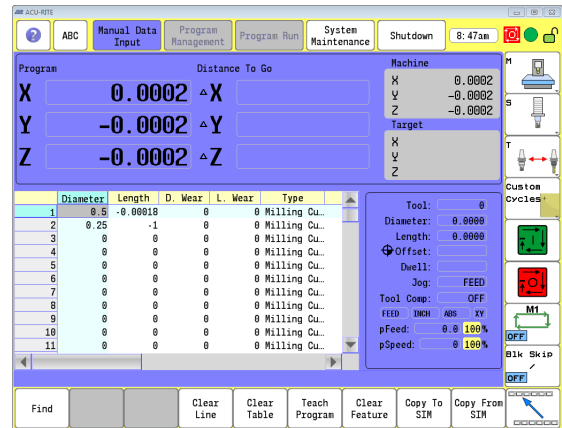 ACU-RITE
?
ABC
Manual Data Input
Program Management
Program Run
System Maintenance
Shutdown
8:47am
Program
Distance To Go
X 0.0002 △X
Y -0.0002 △Y
Z -0.0002 △Z
Machine
X 0.0002
Y -0.0002
Z -0.0002
Target
X
Y
Z
Diameter Length D. Wear L. Wear Type
1 0.5 -0.00018 0 0 Milling Cu…
2 0.25 -1 0 0 Milling Cu…
3 0 0 0 0 Milling Cu…
4 0 0 0 0 Milling Cu…
5 0 0 0 0 Milling Cu…
6 0 0 0 0 Milling Cu…
7 0 0 0 0 Milling Cu…
8 0 0 0 0 Milling Cu…
9 0 0 0 0 Milling Cu…
10 0 0 0 0 Milling Cu…
11 0 0 0 0 Milling Cu…
Tool: 0
Diameter: 0.0000
Length: 0.0000
Offset:
Dwell:
Jog: FEED
Tool Comp: OFF
FEED INCH ABS XY
pFeed: 0.0 100%
pSpeed: 0 100%
M
S
T
Custom
Cycles
I
O
M1
OFF
Blk Skip
/
OFF
Find
Clear Line
Clear Table
Teach Program
Clear Feature
Copy To SIM
Copy From SIM